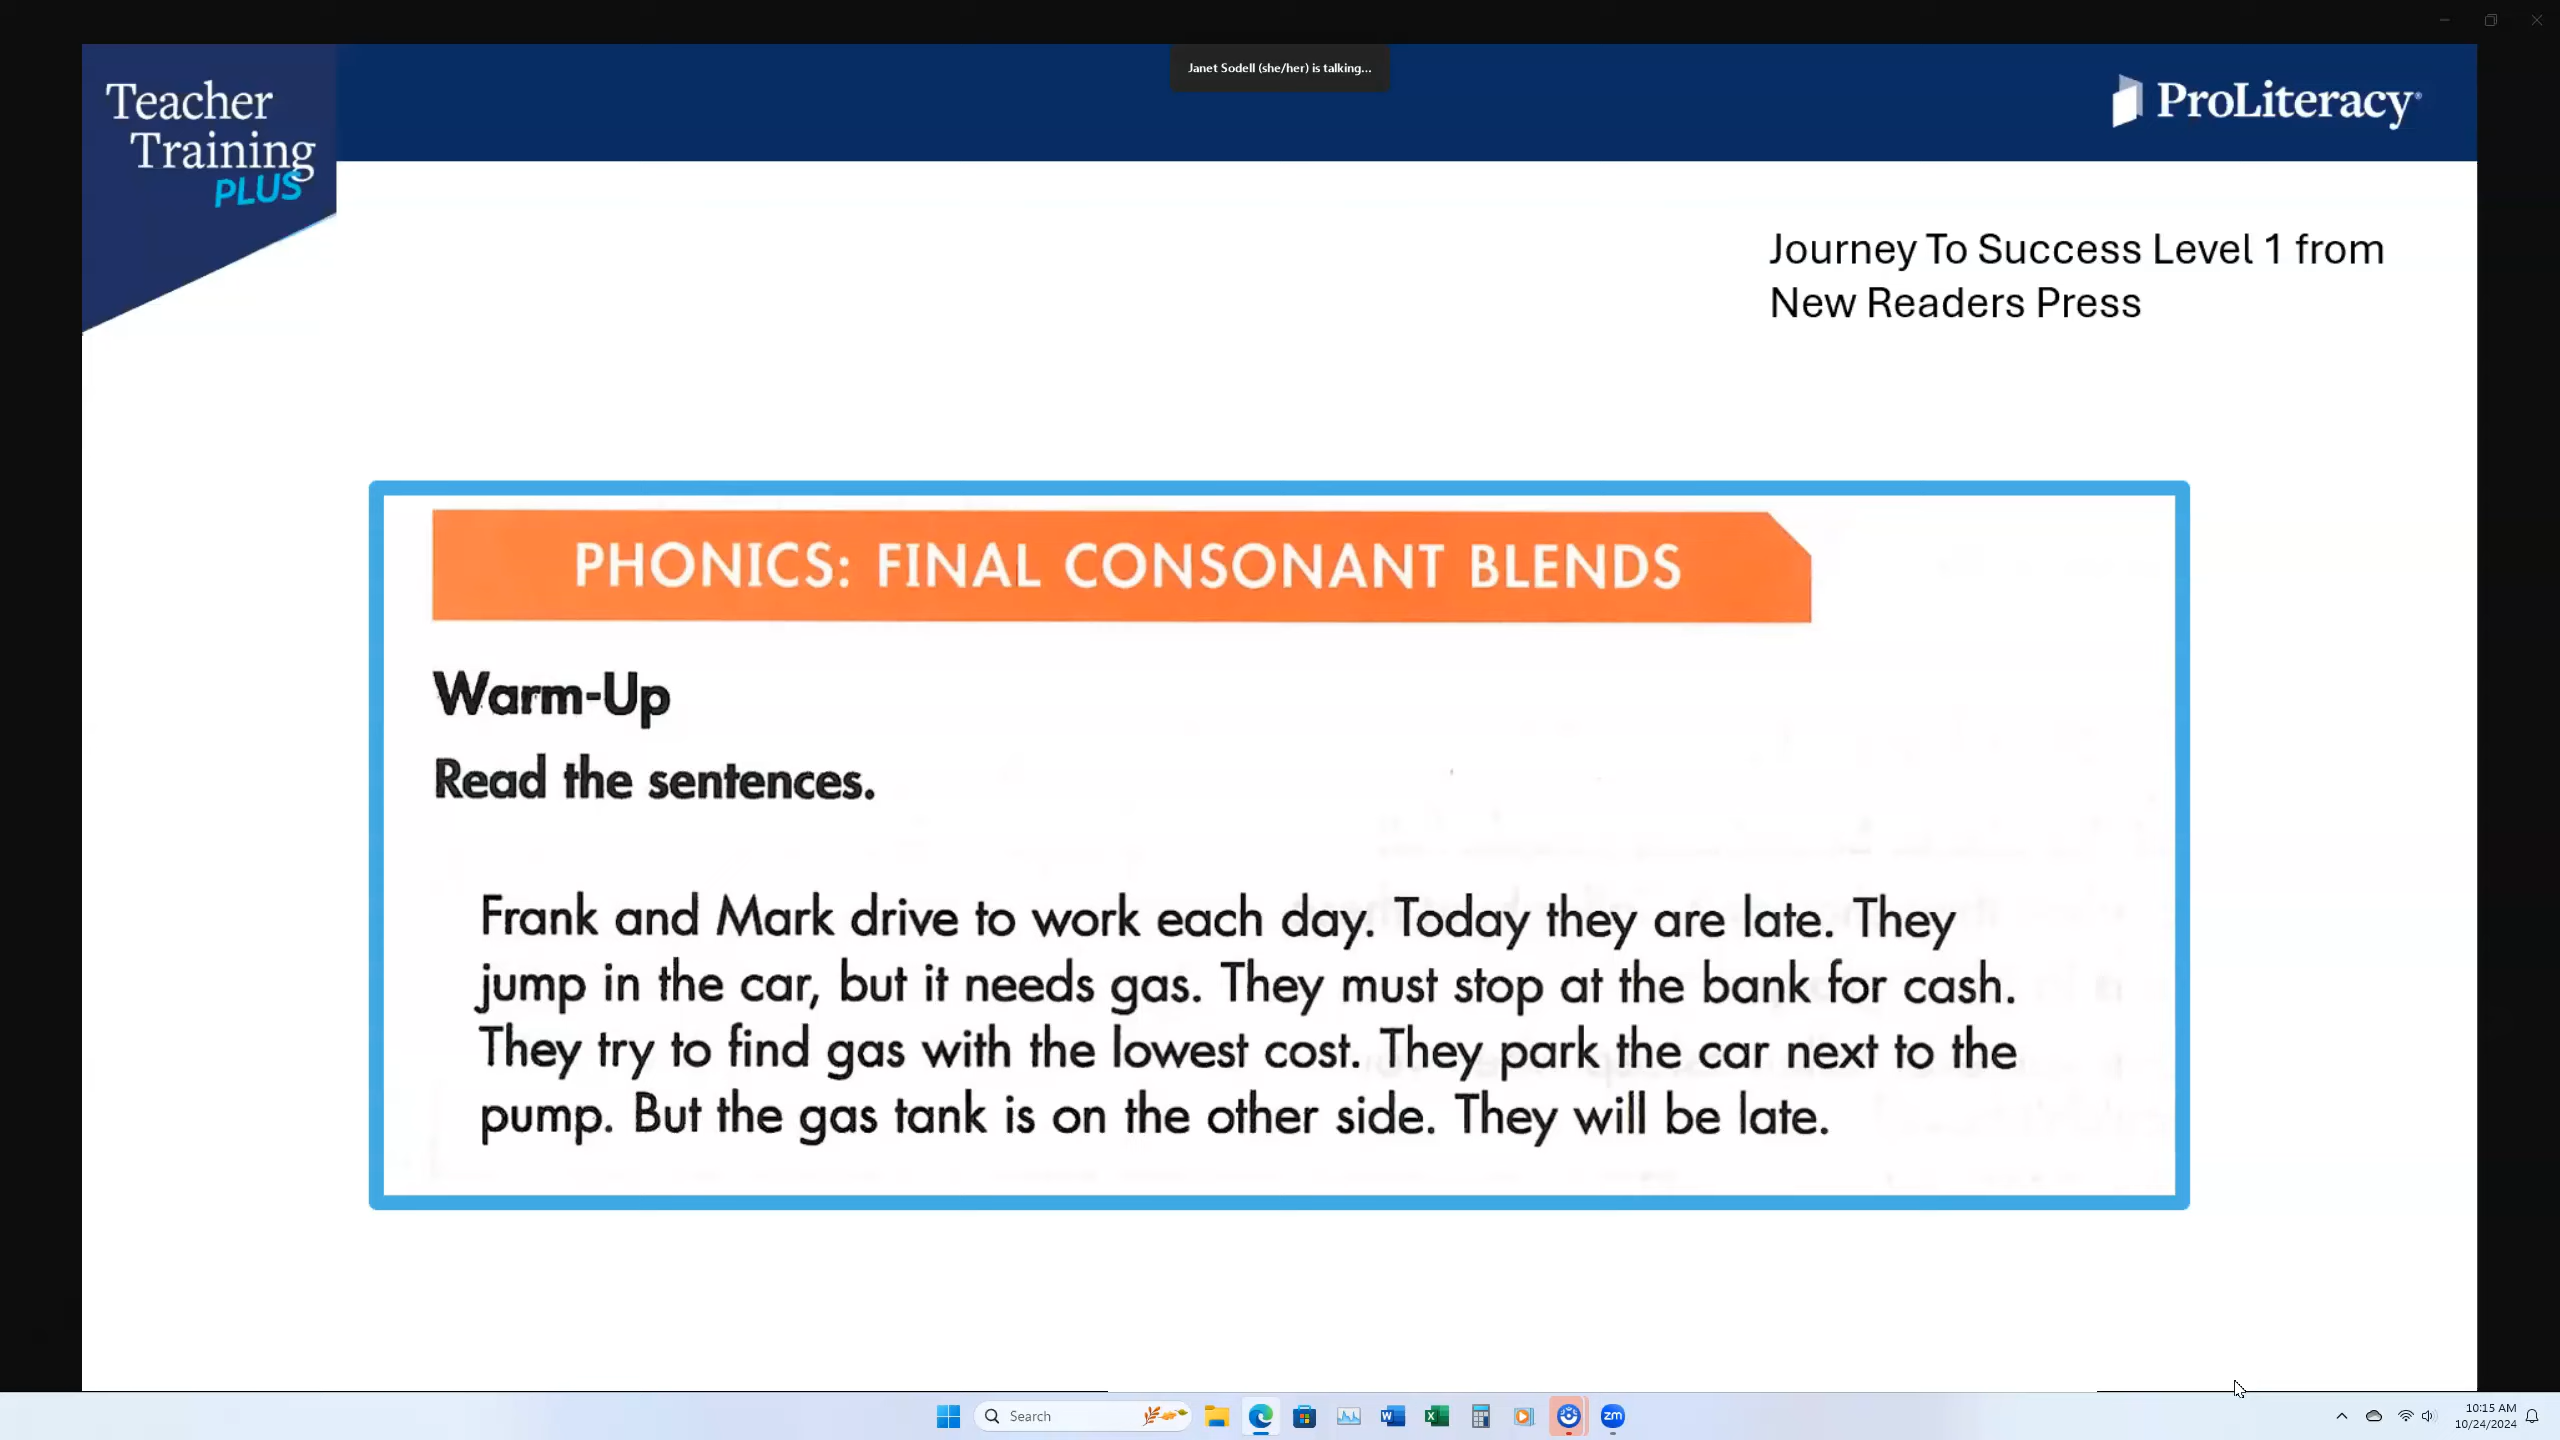 Janet Sodell (she/her) is talking...
Teacher
Training
PLUS
ProLiteracy
Journey To Success Level 1 from
New Readers Press
PHONICS: FINAL CONSONANT BLENDS
Warm-Up
Read the sentences.
Frank and Mark drive to work each day. Today they are late. They
jump in the car, but it needs gas. They must stop at the bank for cash.
They try to find gas with the lowest cost. They park the car next to the
pump. But the gas tank is on the other side. They will be late.
Search
zm
10:15 AM
10/24/2024